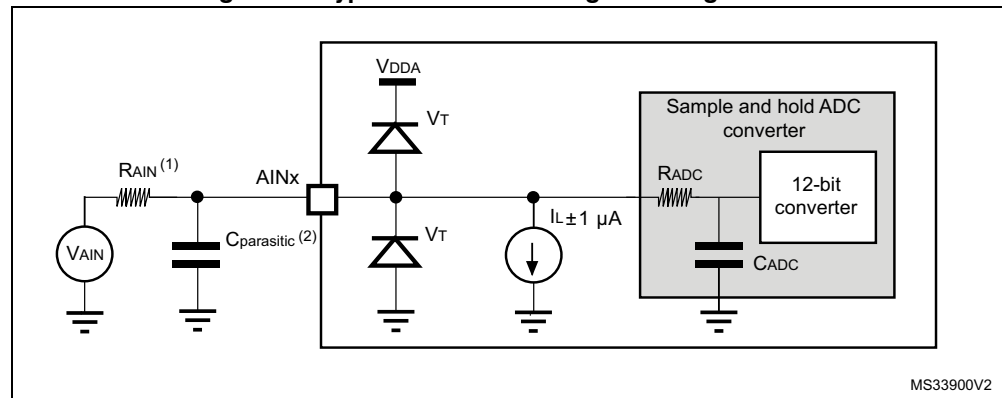 VDDA
VT
Sample and hold ADC
converter
RAIN (1)
AINx
RADC
12-bit
converter
VAIN
Cparasitic (2)
VT
IL±1 µA
CADC
MS33900V2